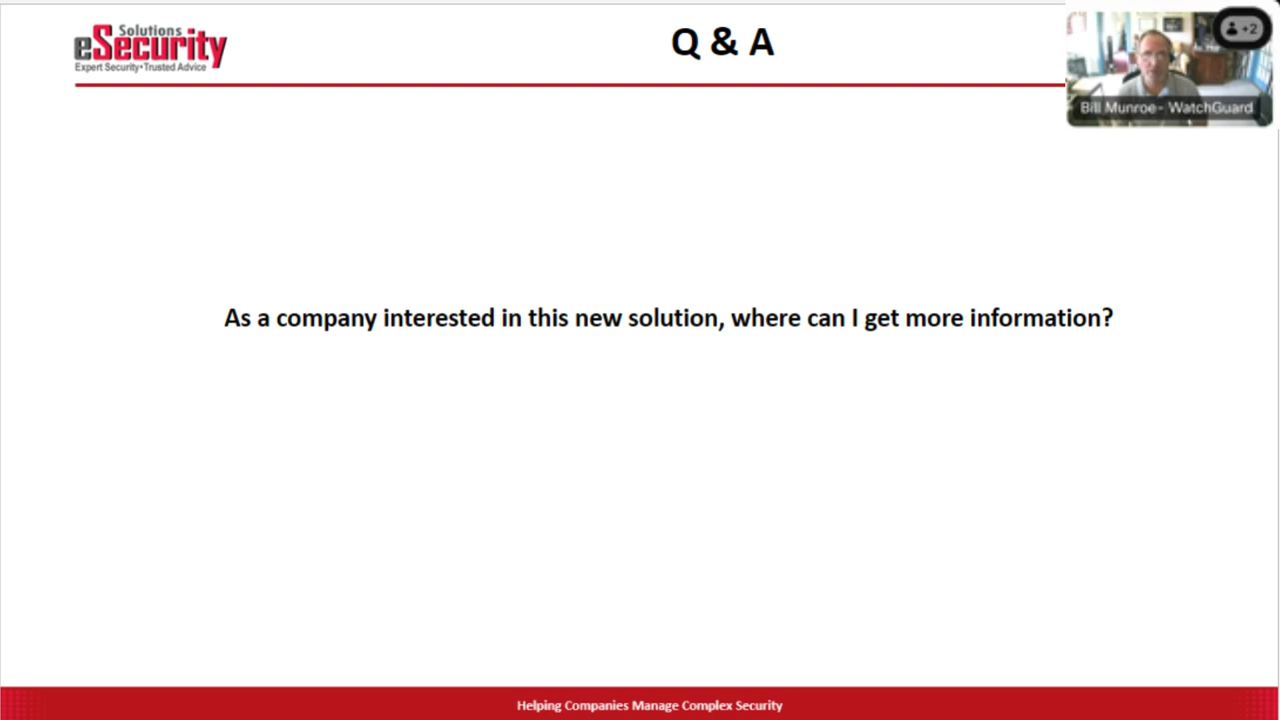 Solutions
eSecurity
Expert Security•Trusted Advice
Q & A
+2
Bill Munroe- WatchGuard
As a company interested in this new solution, where can I get more information?
Helping Companies Manage Complex Security